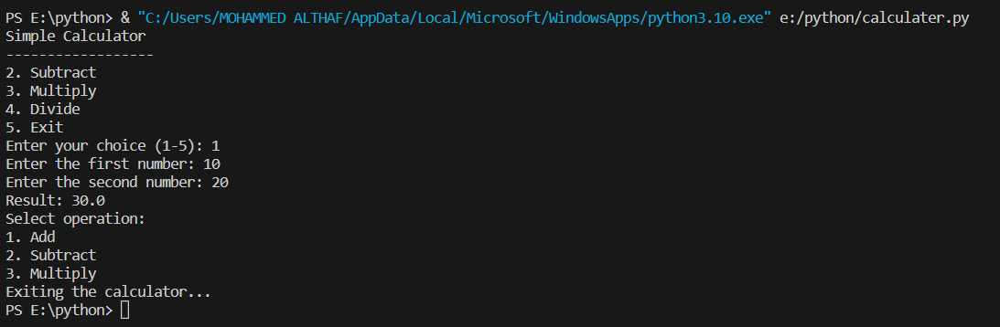 PS E:\python> & "C:/Users/MOHAMMED ALTHAF/AppData/Local/Microsoft/WindowsApps/python3.10.exe" e:/python/calculater.py
Simple Calculator
------------------
2. Subtract
3. Multiply
4. Divide
5. Exit
Enter your choice (1-5): 1
Enter the first number: 10
Enter the second number: 20
Result: 30.0
Select operation:
1. Add
2. Subtract
3. Multiply
Exiting the calculator...
PS E:\python>